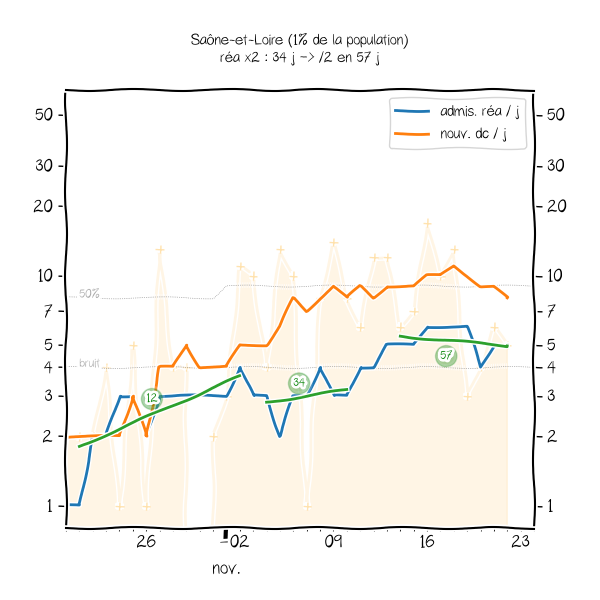 Saône-et-Loire (1% de la population)
réa x2 : 34 j -> /2 en 57 j
admis. réa / j
nouv. dc / j
50 50
30 30
20 20
10 10
50%
7 7
5 5
bruit
4 4
57
34
12
3 3
2 2
1 1
26 02 09 16 23
nov.